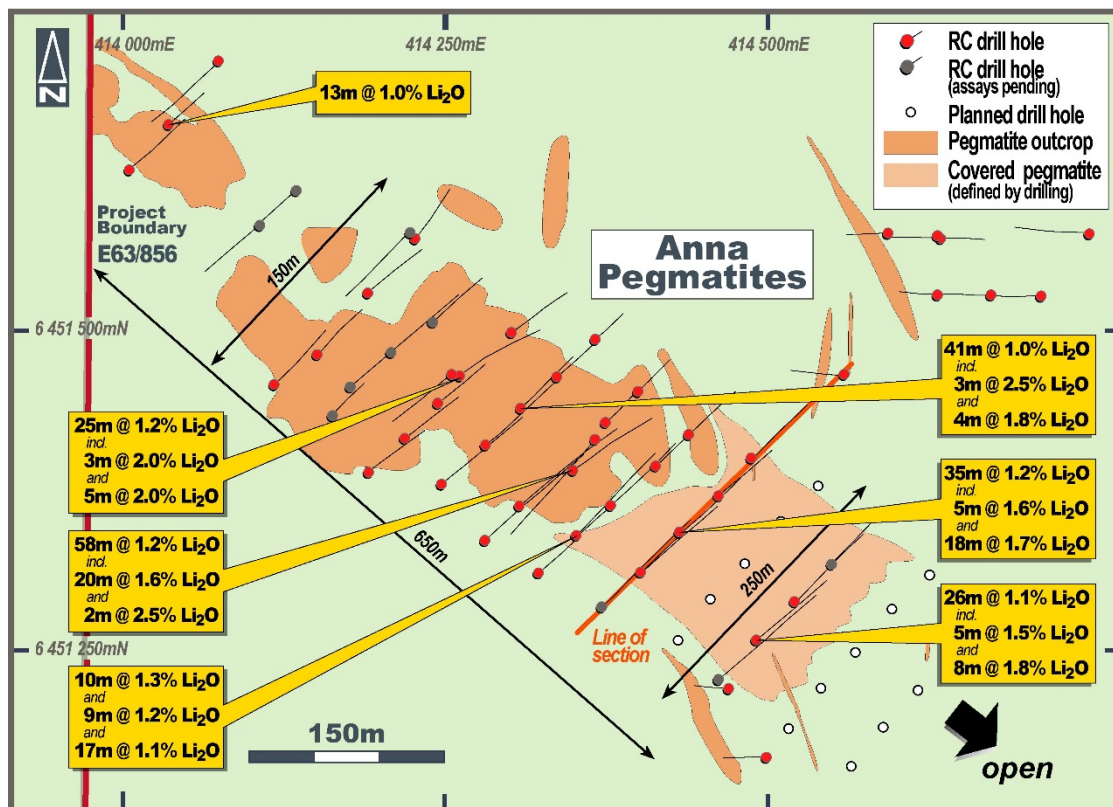 414 000mE
414 250mE
414 500mE
N
RC drill hole
RC drill hole
(assays pending)
Planned drill hole
Pegmatite outcrop
Covered pegmatite
(defined by drilling)
13m @ 1.0% Li₂O
Project
Boundary
E63/856
150m
Anna
Pegmatites
6 451 500mN
41m @ 1.0% Li₂O
incl.
3m @ 2.5% Li₂O
and
4m @ 1.8% Li₂O
25m @ 1.2% Li₂O
incl.
3m @ 2.0% Li₂O
and
5m @ 2.0% Li₂O
35m @ 1.2% Li₂O
incl.
5m @ 1.6% Li₂O
and
18m @ 1.7% Li₂O
58m @ 1.2% Li₂O
incl.
20m @ 1.6% Li₂O
and
2m @ 2.5% Li₂O
650m
250m
26m @ 1.1% Li₂O
incl.
5m @ 1.5% Li₂O
and
8m @ 1.8% Li₂O
Line of
section
6 451 250mN
10m @ 1.3% Li₂O
and
9m @ 1.2% Li₂O
and
17m @ 1.1% Li₂O
150m
open